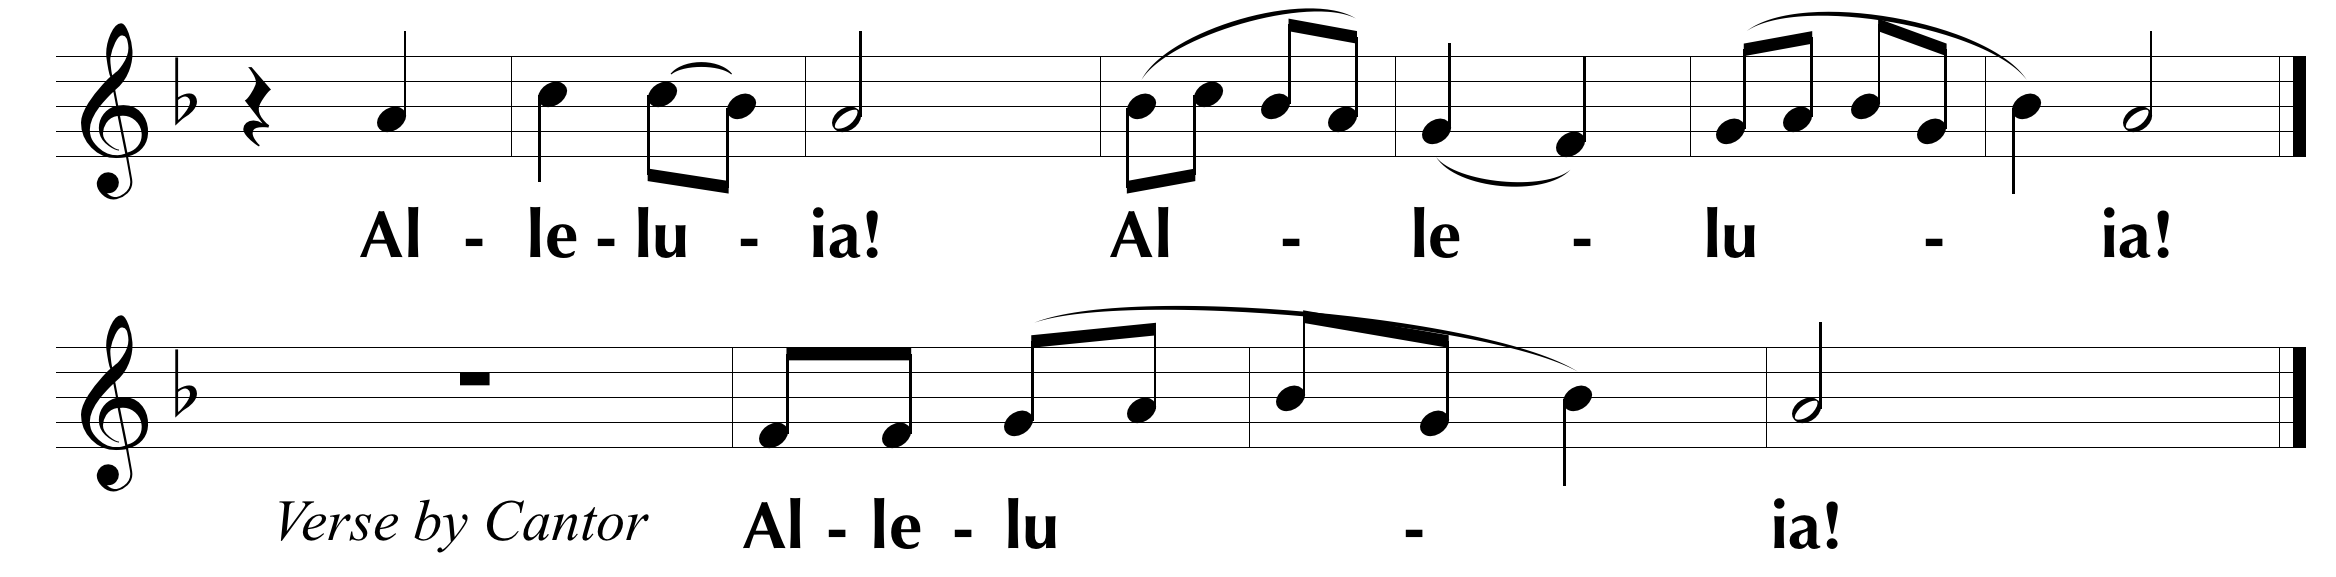 Al - le - lu - ia! Al - le - lu - ia!
Verse by Cantor Al - le - lu - ia!